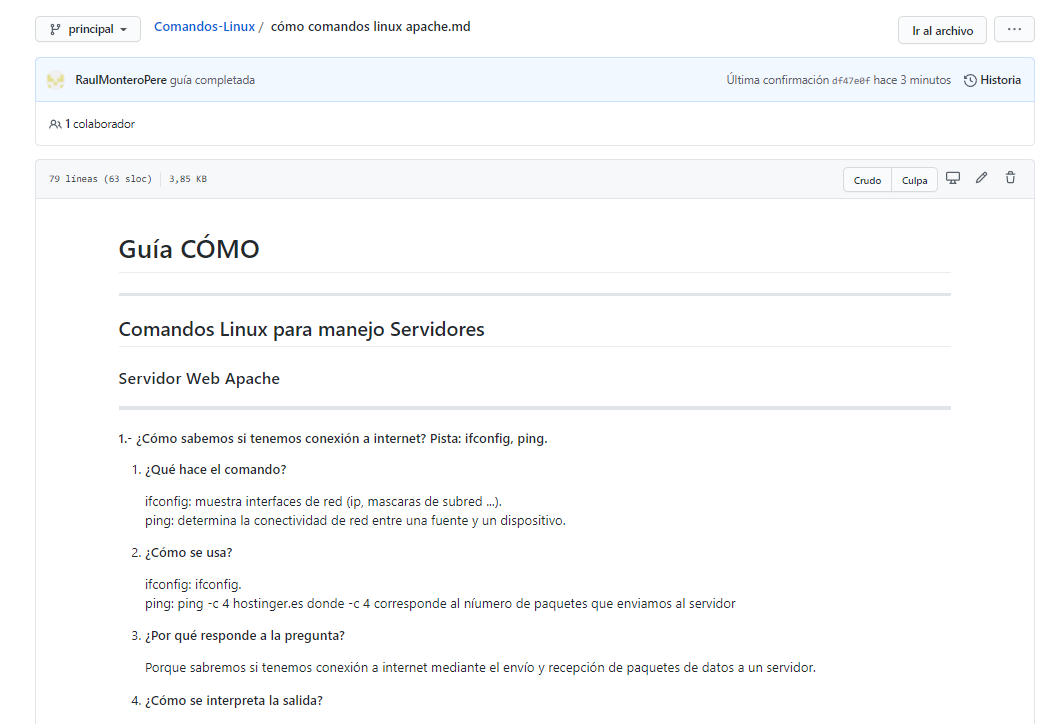 principal
Comandos-Linux / cómo comandos linux apache.md
Ir al archivo
...
RaulMonteroPere guía completada
Última confirmación df47e0f hace 3 minutos
Historia
1 colaborador
79 líneas (63 sloc) 3,85 KB
Crudo
Culpa
Guía CÓMO
Comandos Linux para manejo Servidores
Servidor Web Apache
1.- ¿Cómo sabemos si tenemos conexión a internet? Pista: ifconfig, ping.
1. ¿Qué hace el comando?
ifconfig: muestra interfaces de red (ip, mascaras de subred ...).
ping: determina la conectividad de red entre una fuente y un dispositivo.
2. ¿Cómo se usa?
ifconfig: ifconfig.
ping: ping -c 4 hostinger.es donde -c 4 corresponde al níumero de paquetes que enviamos al servidor
3. ¿Por qué responde a la pregunta?
Porque sabremos si tenemos conexión a internet mediante el envío y recepción de paquetes de datos a un servidor.
4. ¿Cómo se interpreta la salida?